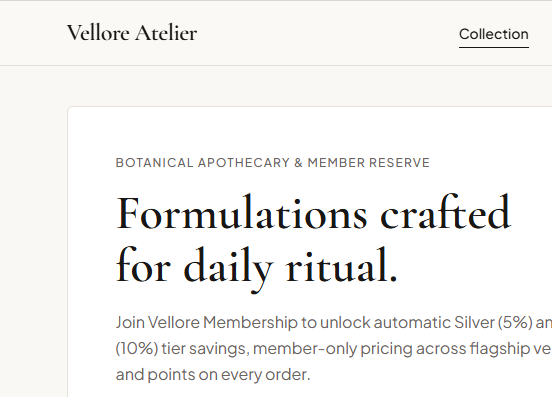 Vellore Atelier
Collection
BOTANICAL APOTHECARY & MEMBER RESERVE
Formulations crafted
for daily ritual.
Join Vellore Membership to unlock automatic Silver (5%) an
(10%) tier savings, member-only pricing across flagship ve
and points on every order.